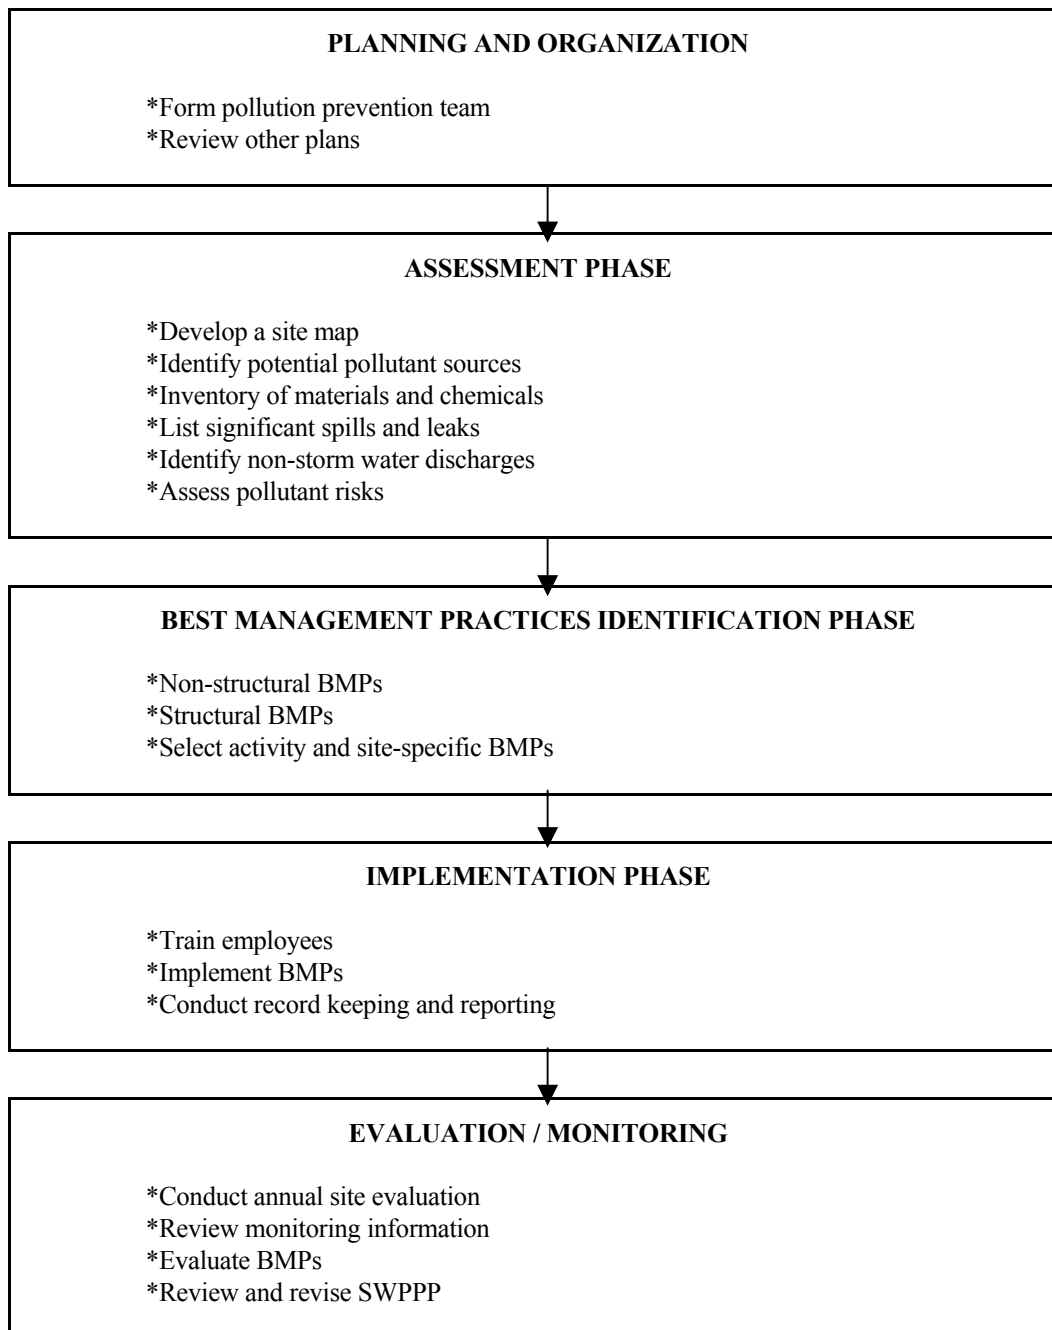 PLANNING AND ORGANIZATION
*Form pollution prevention team
*Review other plans
ASSESSMENT PHASE
*Develop a site map
*Identify potential pollutant sources
*Inventory of materials and chemicals
*List significant spills and leaks
*Identify non-storm water discharges
*Assess pollutant risks
BEST MANAGEMENT PRACTICES IDENTIFICATION PHASE
*Non-structural BMPs
*Structural BMPs
*Select activity and site-specific BMPs
IMPLEMENTATION PHASE
*Train employees
*Implement BMPs
*Conduct record keeping and reporting
EVALUATION / MONITORING
*Conduct annual site evaluation
*Review monitoring information
*Evaluate BMPs
*Review and revise SWPPP